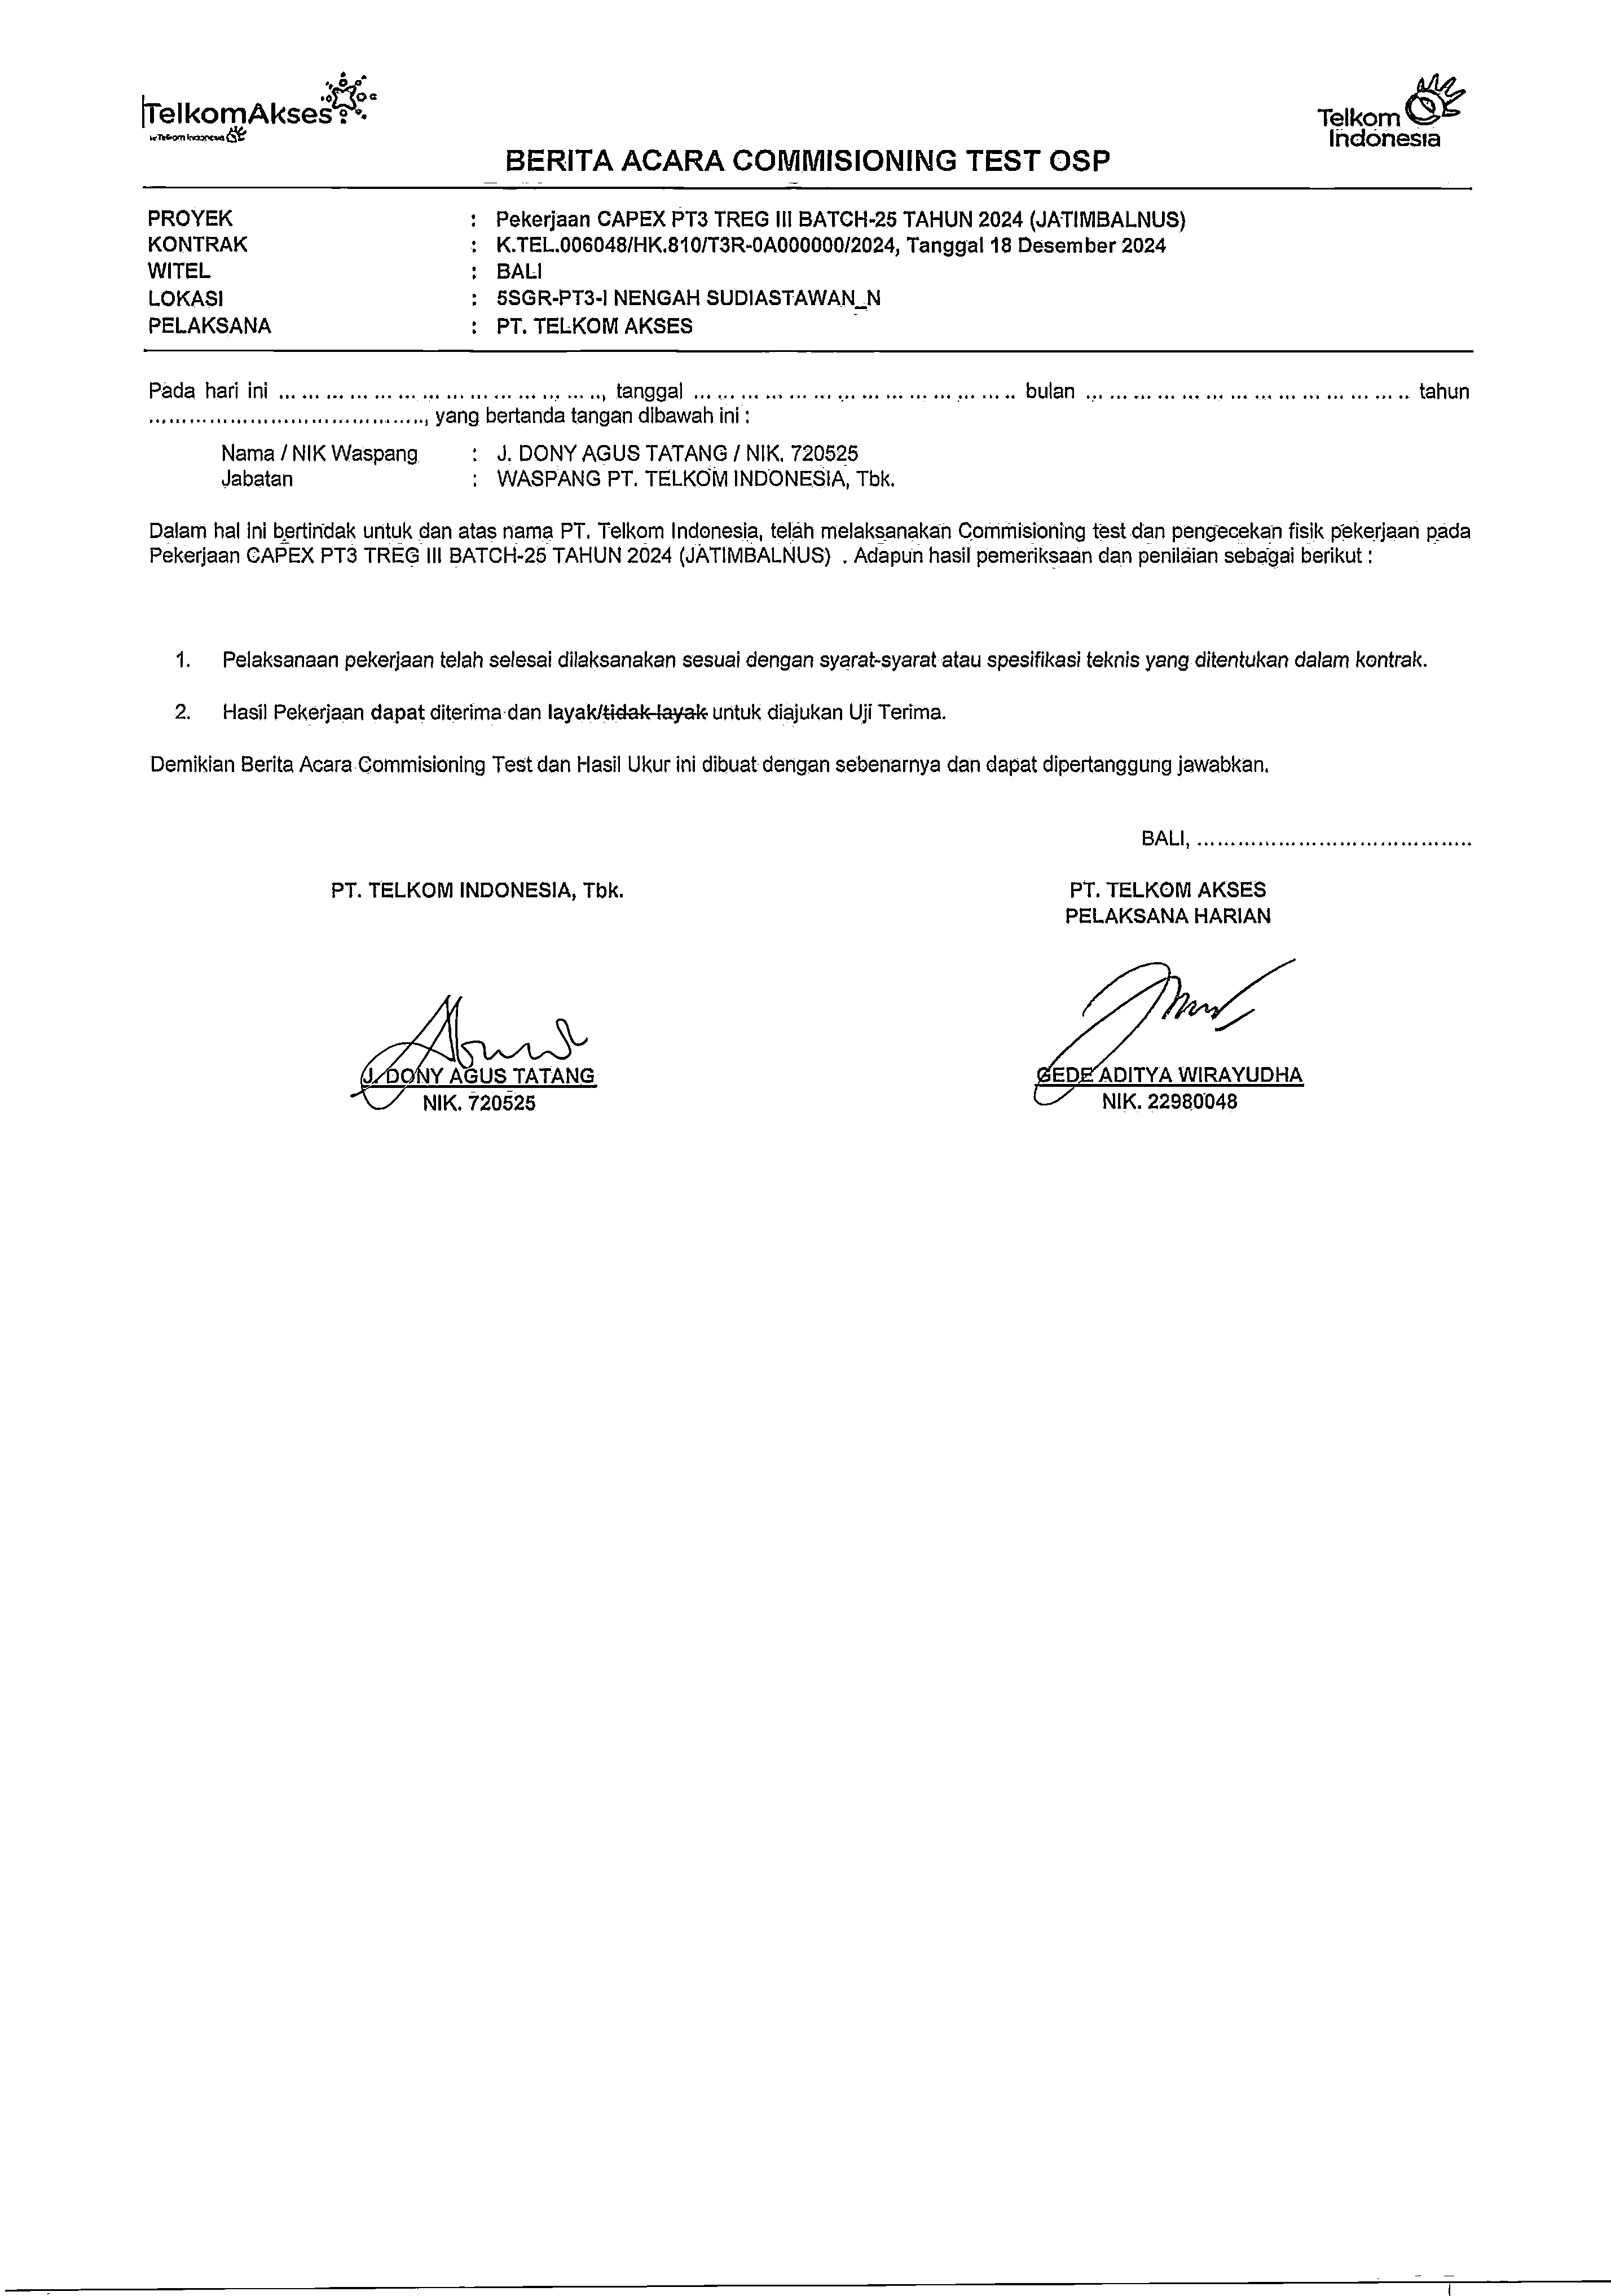 TelkomAkses
by Telkom Indonesia
Telkom
Indonesia
BERITA ACARA COMMISIONING TEST OSP
PROYEK : Pekerjaan CAPEX PT3 TREG III BATCH-25 TAHUN 2024 (JATIMBALNUS)
KONTRAK : K.TEL.006048/HK.810/T3R-0A000000/2024, Tanggal 18 Desember 2024
WITEL : BALI
LOKASI : 5SGR-PT3-I NENGAH SUDIASTAWAN_N
PELAKSANA : PT. TELKOM AKSES
Pada hari ini ........................................, tanggal ........................................ bulan ........................................ tahun
........................................, yang bertanda tangan dibawah ini :
Nama / NIK Waspang : J. DONY AGUS TATANG / NIK. 720525
Jabatan : WASPANG PT. TELKOM INDONESIA, Tbk.
Dalam hal ini bertindak untuk dan atas nama PT. Telkom Indonesia, telah melaksanakan Commisioning test dan pengecekan fisik pekerjaan pada
Pekerjaan CAPEX PT3 TREG III BATCH-25 TAHUN 2024 (JATIMBALNUS) . Adapun hasil pemeriksaan dan penilaian sebagai berikut :
1. Pelaksanaan pekerjaan telah selesai dilaksanakan sesuai dengan syarat-syarat atau spesifikasi teknis yang ditentukan dalam kontrak.
2. Hasil Pekerjaan dapat diterima dan layak/tidak layak untuk diajukan Uji Terima.
Demikian Berita Acara Commisioning Test dan Hasil Ukur ini dibuat dengan sebenarnya dan dapat dipertanggung jawabkan.
BALI, ........................................
PT. TELKOM INDONESIA, Tbk.
PT. TELKOM AKSES
PELAKSANA HARIAN
J. DONY AGUS TATANG
NIK. 720525
GEDE ADITYA WIRAYUDHA
NIK. 22980048